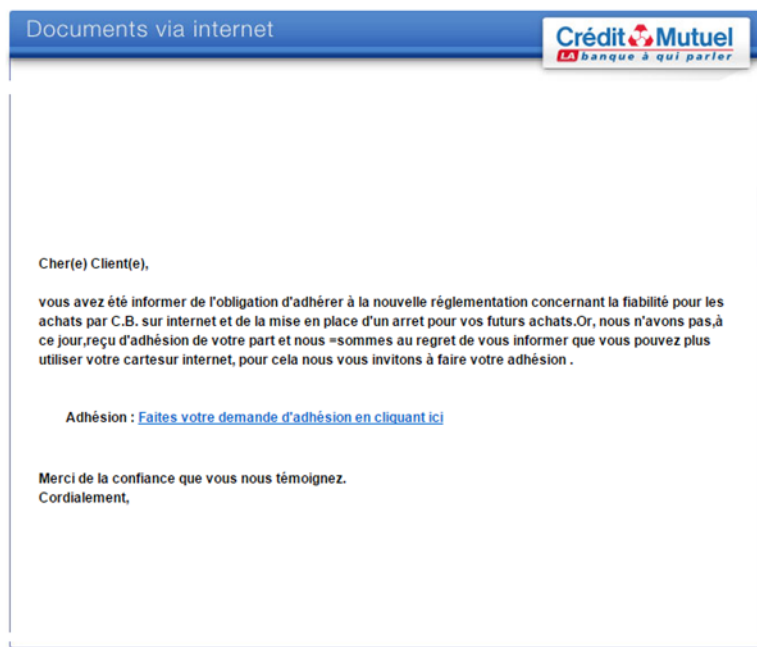 Documents via internet
Crédit Mutuel
LA banque à qui parler
Cher(e) Client(e),
vous avez été informer de l'obligation d'adhérer à la nouvelle réglementation concernant la fiabilité pour les
achats par C.B. sur internet et de la mise en place d'un arret pour vos futurs achats.Or, nous n'avons pas,à
ce jour,reçu d'adhésion de votre part et nous =sommes au regret de vous informer que vous pouvez plus
utiliser votre cartesur internet, pour cela nous vous invitons à faire votre adhésion .
Adhésion : Faites votre demande d'adhésion en cliquant ici
Merci de la confiance que vous nous témoignez.
Cordialement,